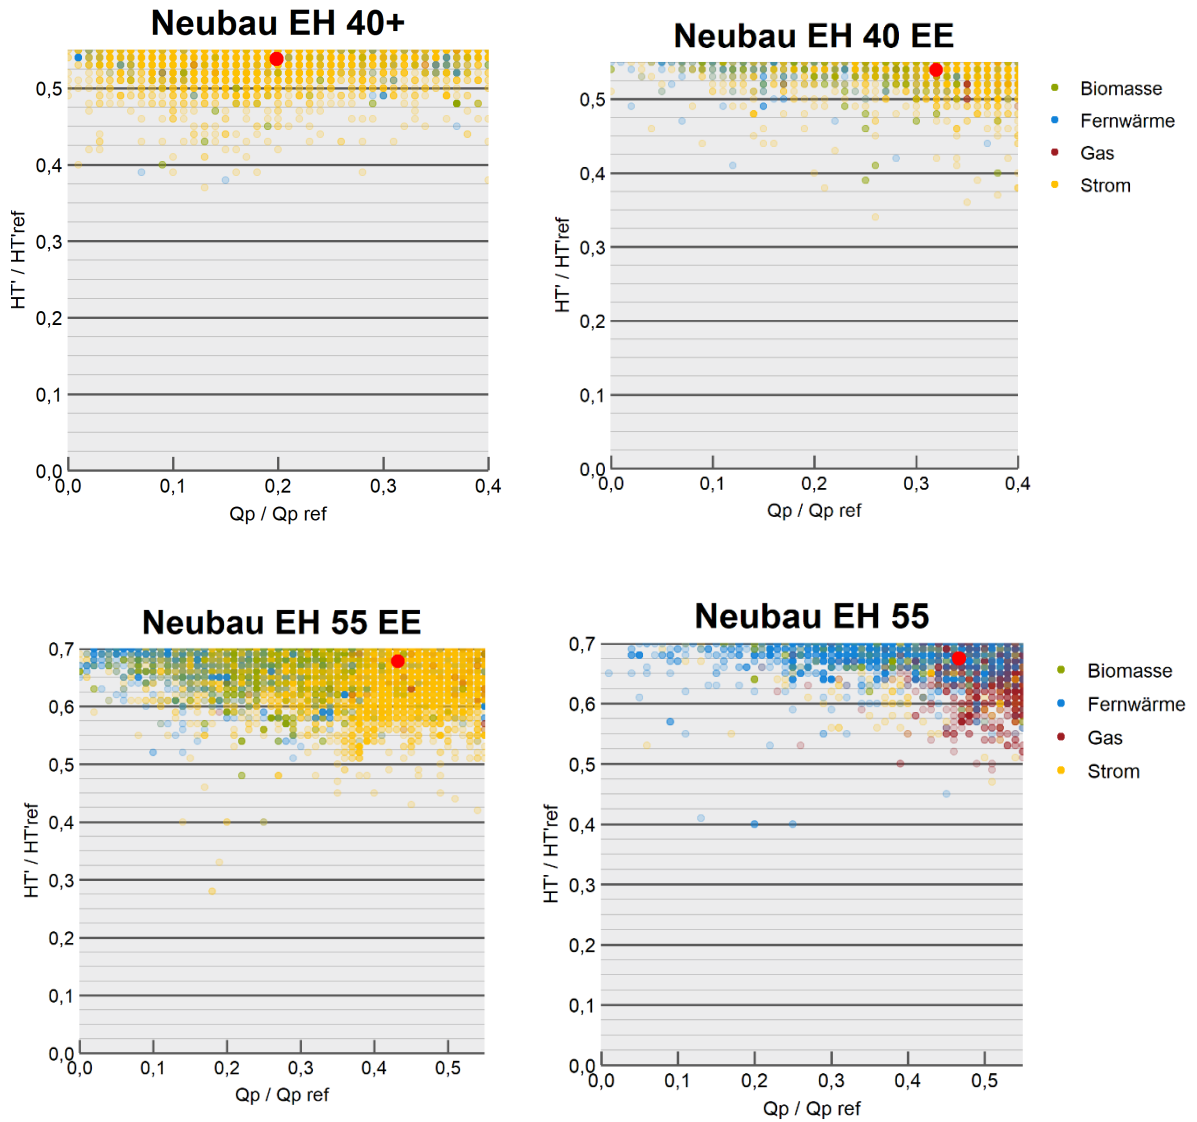 Neubau EH 40+
0,5
0,4
0,3
0,2
0,1
0,0
HT' / HT'ref
0,0 0,1 0,2 0,3 0,4
Qp / Qp ref
Neubau EH 40 EE
0,5
0,4
0,3
0,2
0,1
0,0
HT' / HT'ref
0,0 0,1 0,2 0,3 0,4
Qp / Qp ref
Biomasse
Fernwärme
Gas
Strom
Neubau EH 55 EE
0,7
0,6
0,5
0,4
0,3
0,2
0,1
0,0
HT' / HT'ref
0,0 0,1 0,2 0,3 0,4 0,5
Qp / Qp ref
Neubau EH 55
0,7
0,6
0,5
0,4
0,3
0,2
0,1
0,0
HT' / HT'ref
0,0 0,1 0,2 0,3 0,4 0,5
Qp / Qp ref
Biomasse
Fernwärme
Gas
Strom